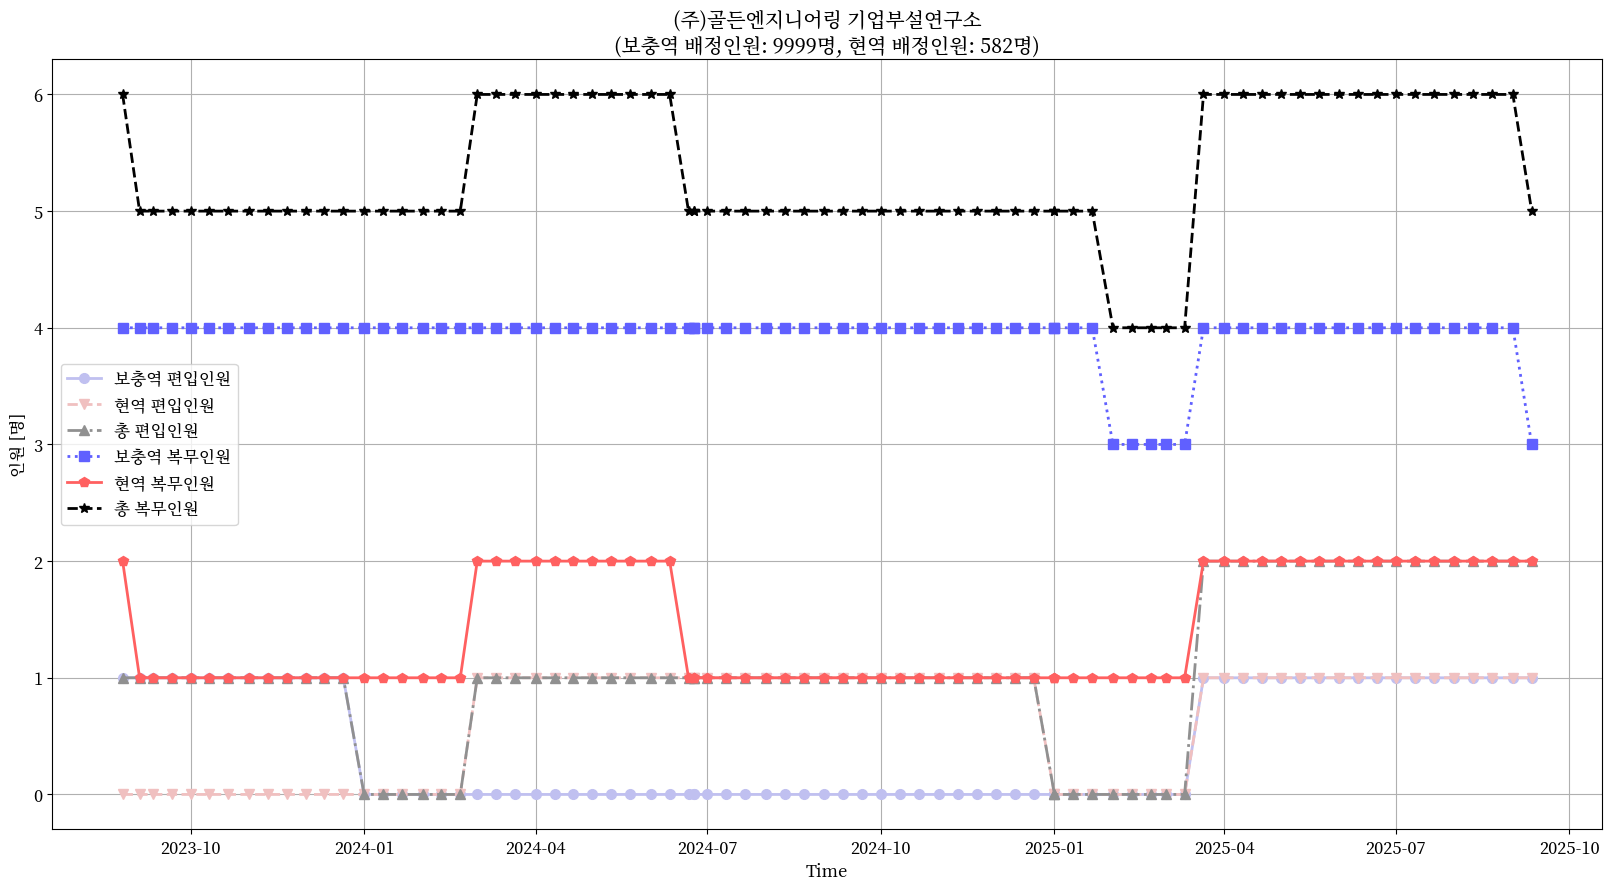 (주)골든엔지니어링 기업부설연구소
(보충역 배정인원: 9999명, 현역 배정인원: 582명)
인원 [명]
6
5
4
3
2
1
0
보충역 편입인원
현역 편입인원
총 편입인원
보충역 복무인원
현역 복무인원
총 복무인원
2023-10 2024-01 2024-04 2024-07 2024-10 2025-01 2025-04 2025-07 2025-10
Time